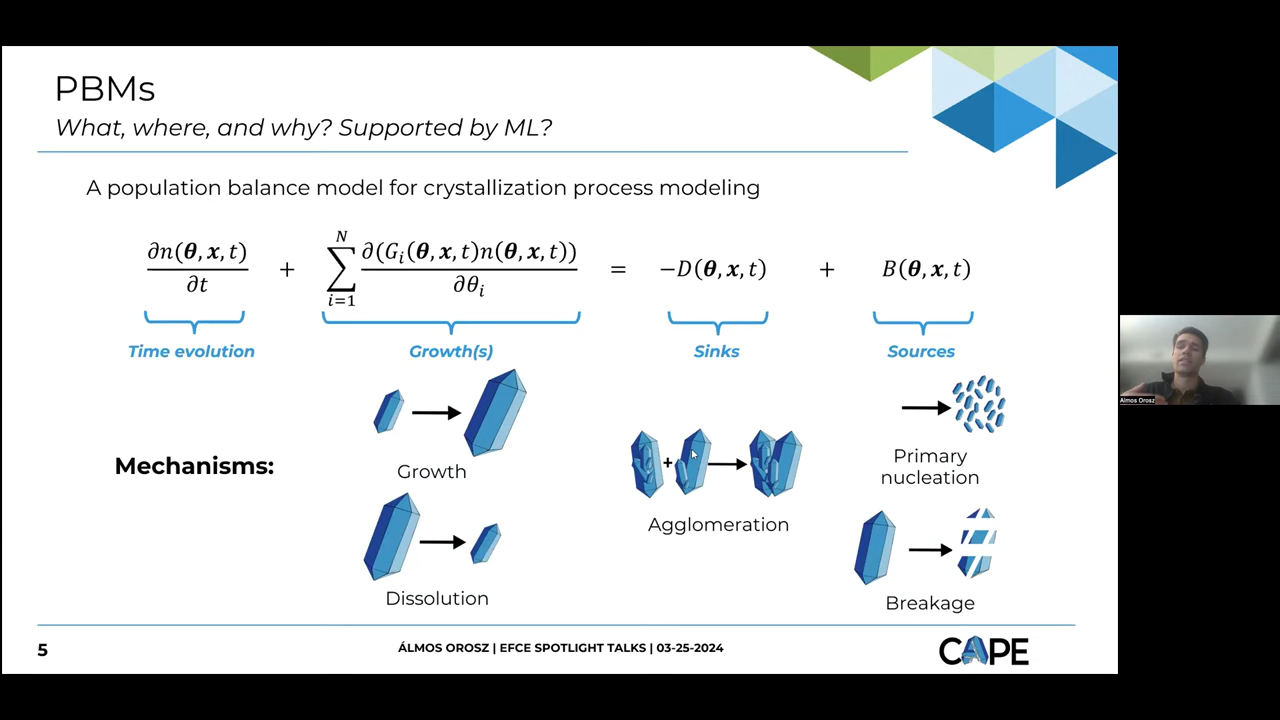 PBMs
What, where, and why? Supported by ML?
A population balance model for crystallization process modeling
∂n(θ, x, t)/∂t + ∑_{i=1}^{N} ∂(G_i(θ, x, t)n(θ, x, t))/∂θ_i = −D(θ, x, t) + B(θ, x, t)
Time evolution Growth(s) Sinks Sources
Mechanisms:
Growth
Dissolution
+
Agglomeration
Primary
nucleation
Breakage
5
ÁLMOS OROSZ | EFCE SPOTLIGHT TALKS | 03-25-2024
CAPE
Álmos Orosz